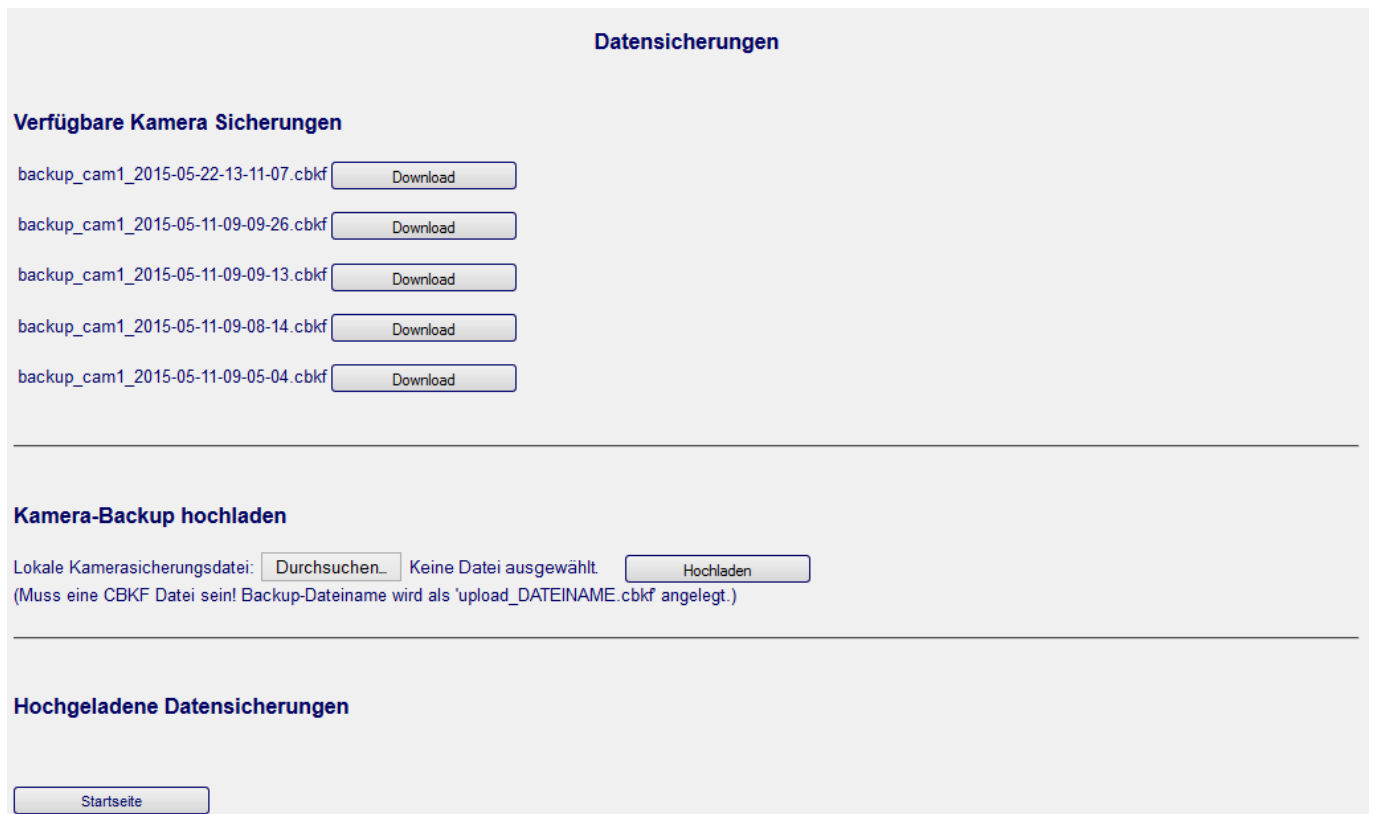 Datensicherungen
Verfügbare Kamera Sicherungen
backup_cam1_2015-05-22-13-11-07.cbkf Download
backup_cam1_2015-05-11-09-09-26.cbkf Download
backup_cam1_2015-05-11-09-09-13.cbkf Download
backup_cam1_2015-05-11-09-08-14.cbkf Download
backup_cam1_2015-05-11-09-05-04.cbkf Download
Kamera-Backup hochladen
Lokale Kamerasicherungsdatei: Durchsuchen... Keine Datei ausgewählt. Hochladen
(Muss eine CBKF Datei sein! Backup-Dateiname wird als 'upload_DATEINAME.cbkf' angelegt.)
Hochgeladene Datensicherungen
Startseite